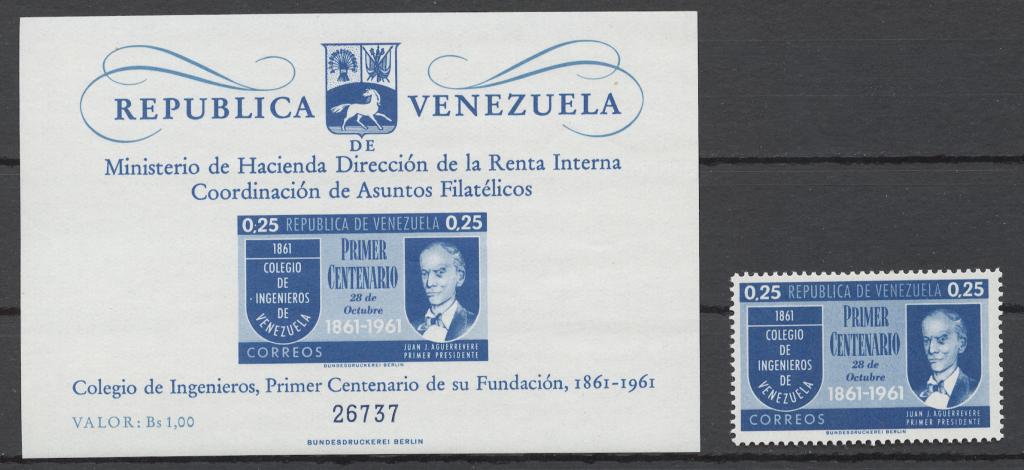 REPUBLICA VENEZUELA
DE
Ministerio de Hacienda Dirección de la Renta Interna
Coordinación de Asuntos Filatélicos
0,25 REPUBLICA DE VENEZUELA 0,25
1861
COLEGIO
DE
INGENIEROS
DE
VENEZUELA
PRIMER
CENTENARIO
28 de
Octubre
1861-1961
CORREOS
JUAN J. AGUERREVERE
PRIMER PRESIDENTE
BUNDESDRUCKEREI BERLIN
Colegio de Ingenieros, Primer Centenario de su Fundación, 1861-1961
VALOR: Bs 1,00
26737
BUNDESDRUCKEREI BERLIN
0,25 REPUBLICA DE VENEZUELA 0,25
1861
COLEGIO
DE
INGENIEROS
DE
VENEZUELA
PRIMER
CENTENARIO
28 de
Octubre
1861-1961
CORREOS
JUAN J. AGUERREVERE
PRIMER PRESIDENTE
BUNDESDRUCKEREI BERLIN